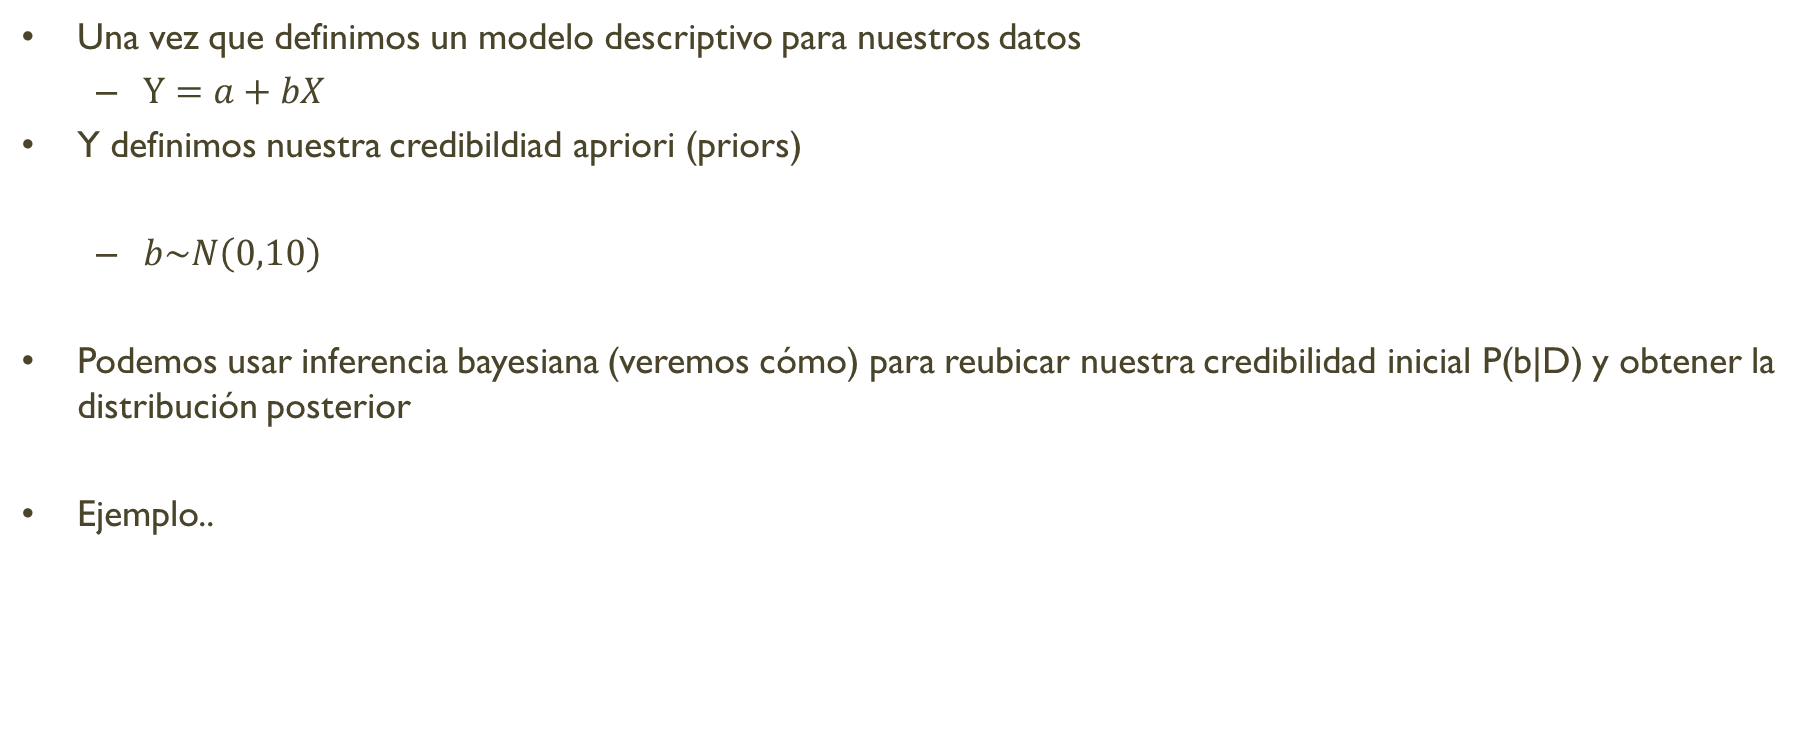 • Una vez que definimos un modelo descriptivo para nuestros datos
– Y = a + bX
• Y definimos nuestra credibildiad apriori (priors)
– b~N(0,10)
• Podemos usar inferencia bayesiana (veremos cómo) para reubicar nuestra credibilidad inicial P(b|D) y obtener la
distribución posterior
• Ejemplo..